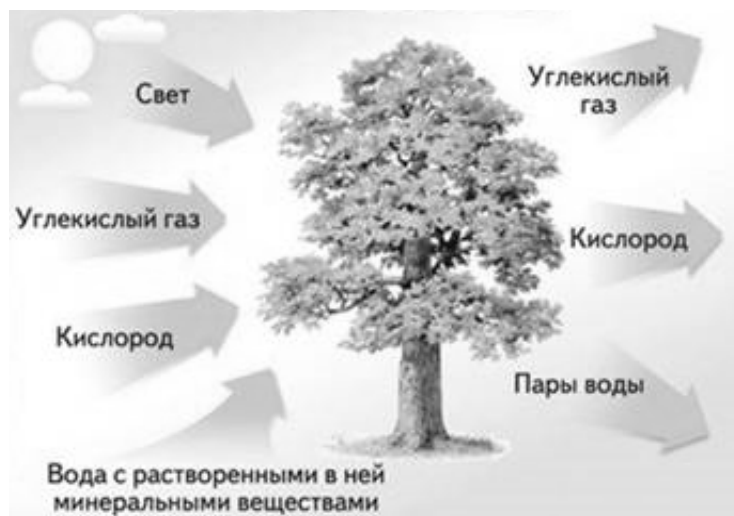 Свет
Углекислый газ
Кислород
Вода с растворенными в ней
минеральными веществами
Углекислый
газ
Кислород
Пары воды